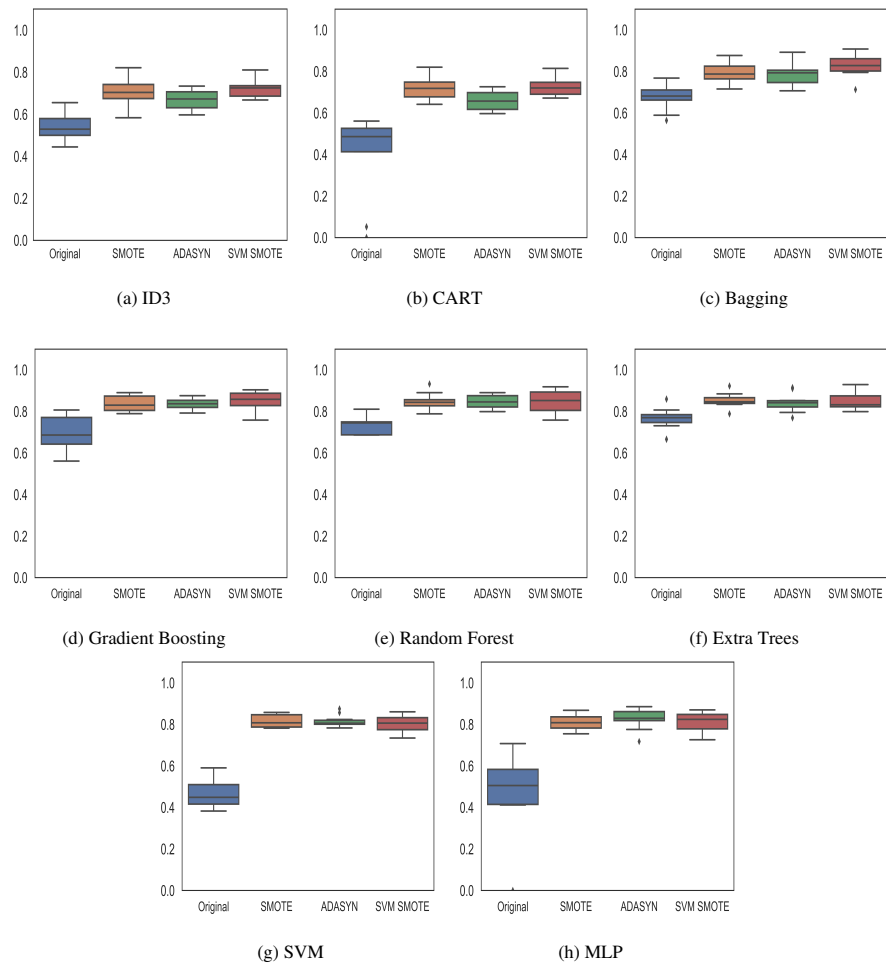 1.0 1.0 1.0
0.8 0.8 0.8
0.6 0.6 0.6
0.4 0.4 0.4
0.2 0.2 0.2
0.0 0.0 0.0
Original SMOTE ADASYN SVM SMOTE Original SMOTE ADASYN SVM SMOTE Original SMOTE ADASYN SVM SMOTE
(a) ID3 (b) CART (c) Bagging
1.0 1.0 1.0
0.8 0.8 0.8
0.6 0.6 0.6
0.4 0.4 0.4
0.2 0.2 0.2
0.0 0.0 0.0
Original SMOTE ADASYN SVM SMOTE Original SMOTE ADASYN SVM SMOTE Original SMOTE ADASYN SVM SMOTE
(d) Gradient Boosting (e) Random Forest (f) Extra Trees
1.0 1.0
0.8 0.8
0.6 0.6
0.4 0.4
0.2 0.2
0.0 0.0
Original SMOTE ADASYN SVM SMOTE Original SMOTE ADASYN SVM SMOTE
(g) SVM (h) MLP